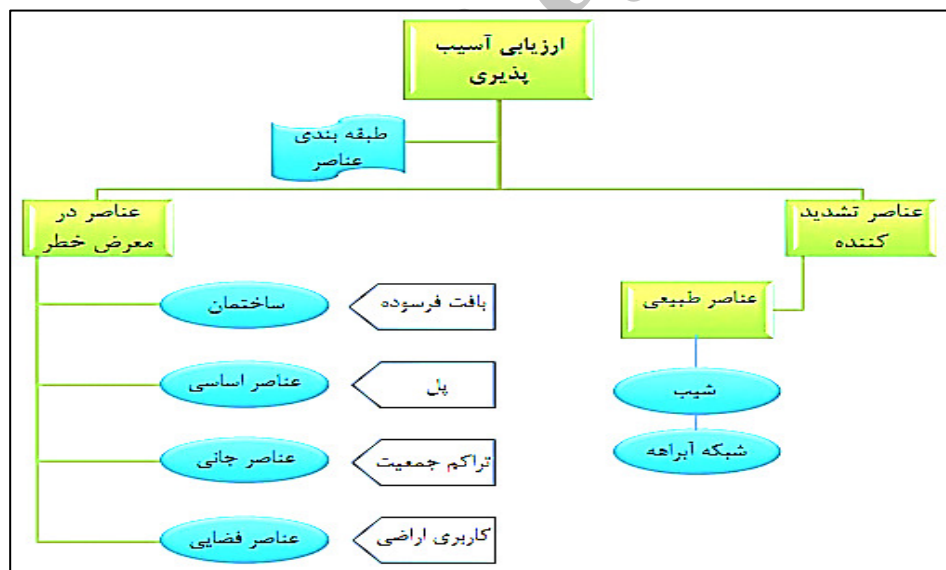 ارزیابی آسیب
پذیری
طبقه بندی
عناصر
عناصر تشدید
کننده
عناصر در
معرض خطر
عناصر طبیعی
شیب
شبکه آبراهه
بافت فرسوده
ساختمان
پل
عناصر اساسی
تراکم جمعیت
عناصر جانی
کاربری اراضی
عناصر فضایی